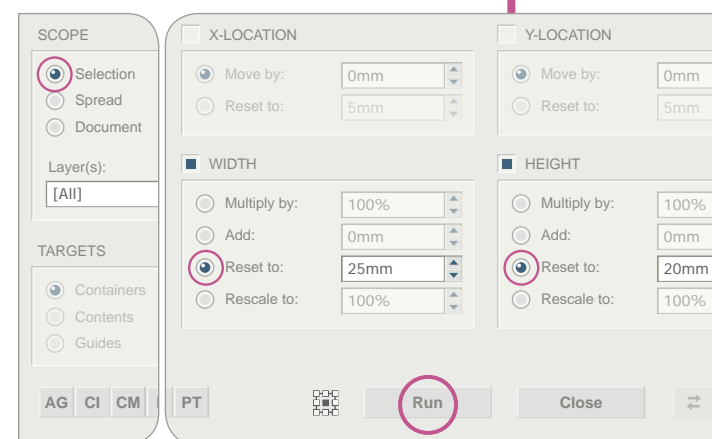 SCOPE
Selection
Spread
Document
Layer(s):
[All]
TARGETS
Containers
Contents
Guides
X-LOCATION
Move by: 0mm
Reset to: 5mm
Y-LOCATION
Move by: 0mm
Reset to: 5mm
WIDTH
Multiply by: 100%
Add: 0mm
Reset to: 25mm
Rescale to: 100%
HEIGHT
Multiply by: 100%
Add: 0mm
Reset to: 20mm
Rescale to: 100%
AG CI CM PT Run Close